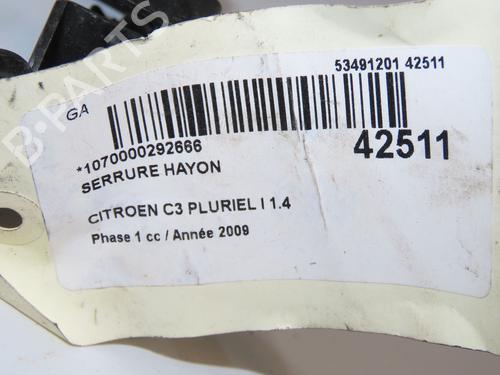 53491201 42511
GA
*1070000292666
42511
SERRURE HAYON
CITROEN C3 PLURIEL I 1.4
Phase 1 cc / Année 2009
B-PARTS